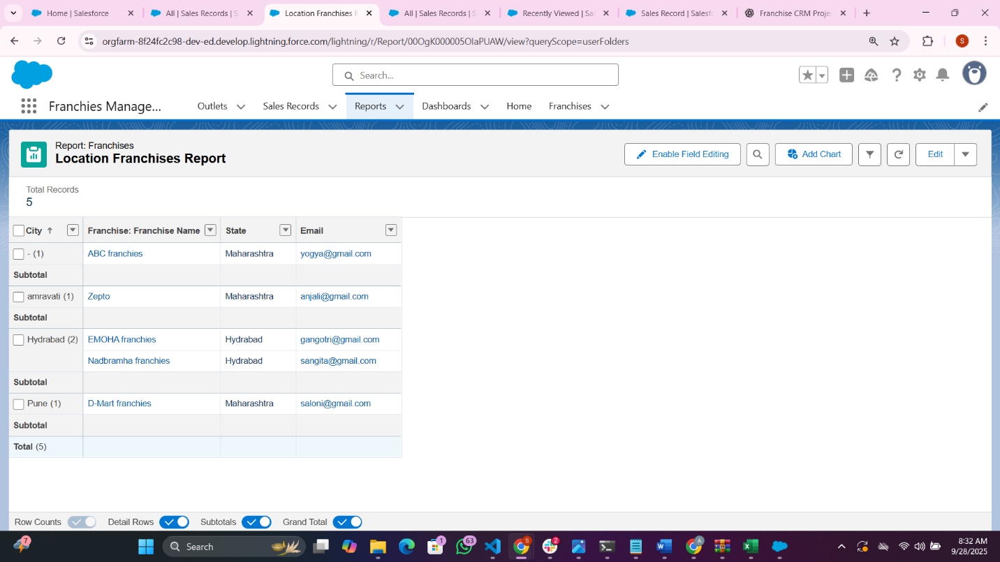 Home | Salesforce
All | Sales Records | S
Location Franchises R
All | Sales Records | S
Recently Viewed | Sal
Sales Record | Salesfo
Franchise CRM Projec
orgfarm-8f24fc2c98-dev-ed.develop.lightning.force.com/lightning/r/Report/00OgK000005OlaPUAW/view?queryScope=userFolders
S
Search...
Franchies Manage...
Outlets
Sales Records
Reports
Dashboards
Home
Franchises
Report: Franchises
Location Franchises Report
Enable Field Editing
Add Chart
Edit
Total Records
5
City ↑ Franchise: Franchise Name State Email
- (1) ABC franchies Maharashtra yogya@gmail.com
Subtotal
amravati (1) Zepto Maharashtra anjali@gmail.com
Subtotal
Hydrabad (2) EMOHA franchies Hydrabad gangotri@gmail.com
Nadbramha franchies Hydrabad sangita@gmail.com
Subtotal
Pune (1) D-Mart franchies Maharashtra saloni@gmail.com
Subtotal
Total (5)
Row Counts Detail Rows Subtotals Grand Total
7
Search
1
63
S
2
A
8:32 AM
9/28/2025